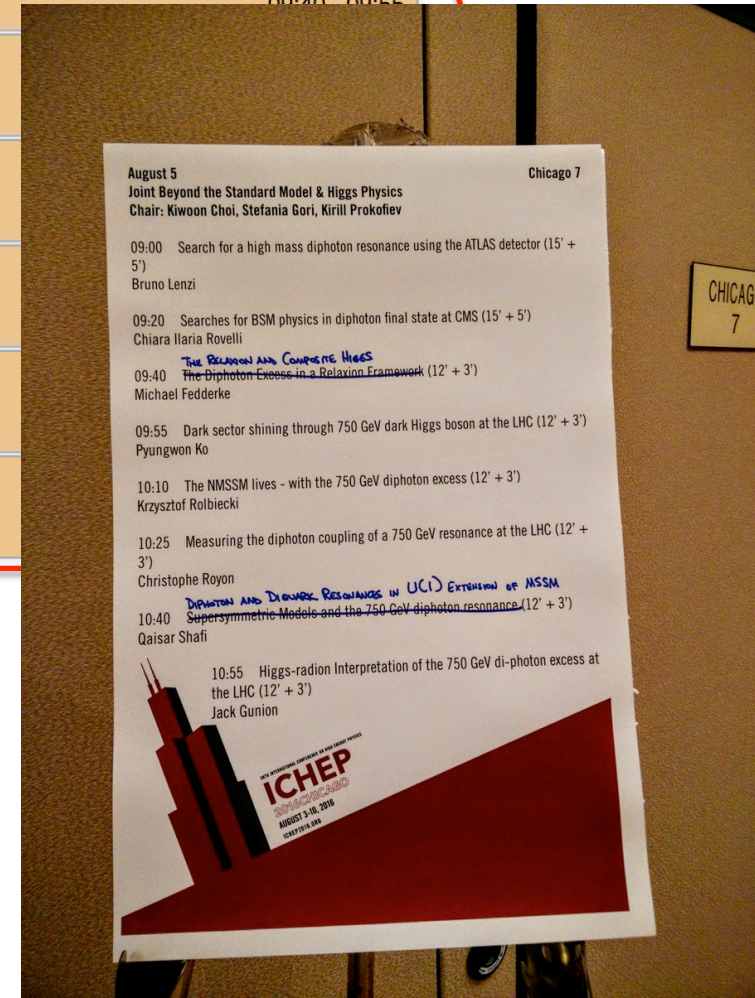 August 5 Chicago 7
Joint Beyond the Standard Model & Higgs Physics
Chair: Kiwoon Choi, Stefania Gori, Kirill Prokofiev
09:00 Search for a high mass diphoton resonance using the ATLAS detector (15' +
5')
Bruno Lenzi
09:20 Searches for BSM physics in diphoton final state at CMS (15' + 5')
Chiara Ilaria Rovelli
THE RELAXION AND COMPOSITE HIGGS
09:40 The Diphoton Excess in a Relaxion Framework (12' + 3')
Michael Fedderke
09:55 Dark sector shining through 750 GeV dark Higgs boson at the LHC (12' + 3')
Pyungwon Ko
10:10 The NMSSM lives - with the 750 GeV diphoton excess (12' + 3')
Krzysztof Rolbiecki
10:25 Measuring the diphoton coupling of a 750 GeV resonance at the LHC (12' +
3')
Christophe Royon
DIPHOTON AND DIQUARK RESONANCES IN U(1) EXTENSION OF MSSM
10:40 Supersymmetric Models and the 750 GeV diphoton resonance (12' + 3')
Qaisar Shafi
10:55 Higgs-radion Interpretation of the 750 GeV di-photon excess at
the LHC (12' + 3')
Jack Gunion
38TH INTERNATIONAL CONFERENCE ON HIGH ENERGY PHYSICS
ICHEP
2016CHICAGO
AUGUST 3-10, 2016
ICHEP2016.ORG
CHICAG
7